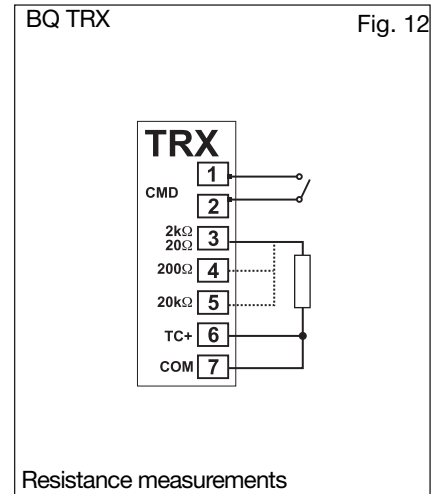 BQ TRX
Fig. 12
TRX
1
CMD
2
2kΩ
20Ω
3
200Ω
4
20kΩ
5
TC+
6
COM
7
Resistance measurements